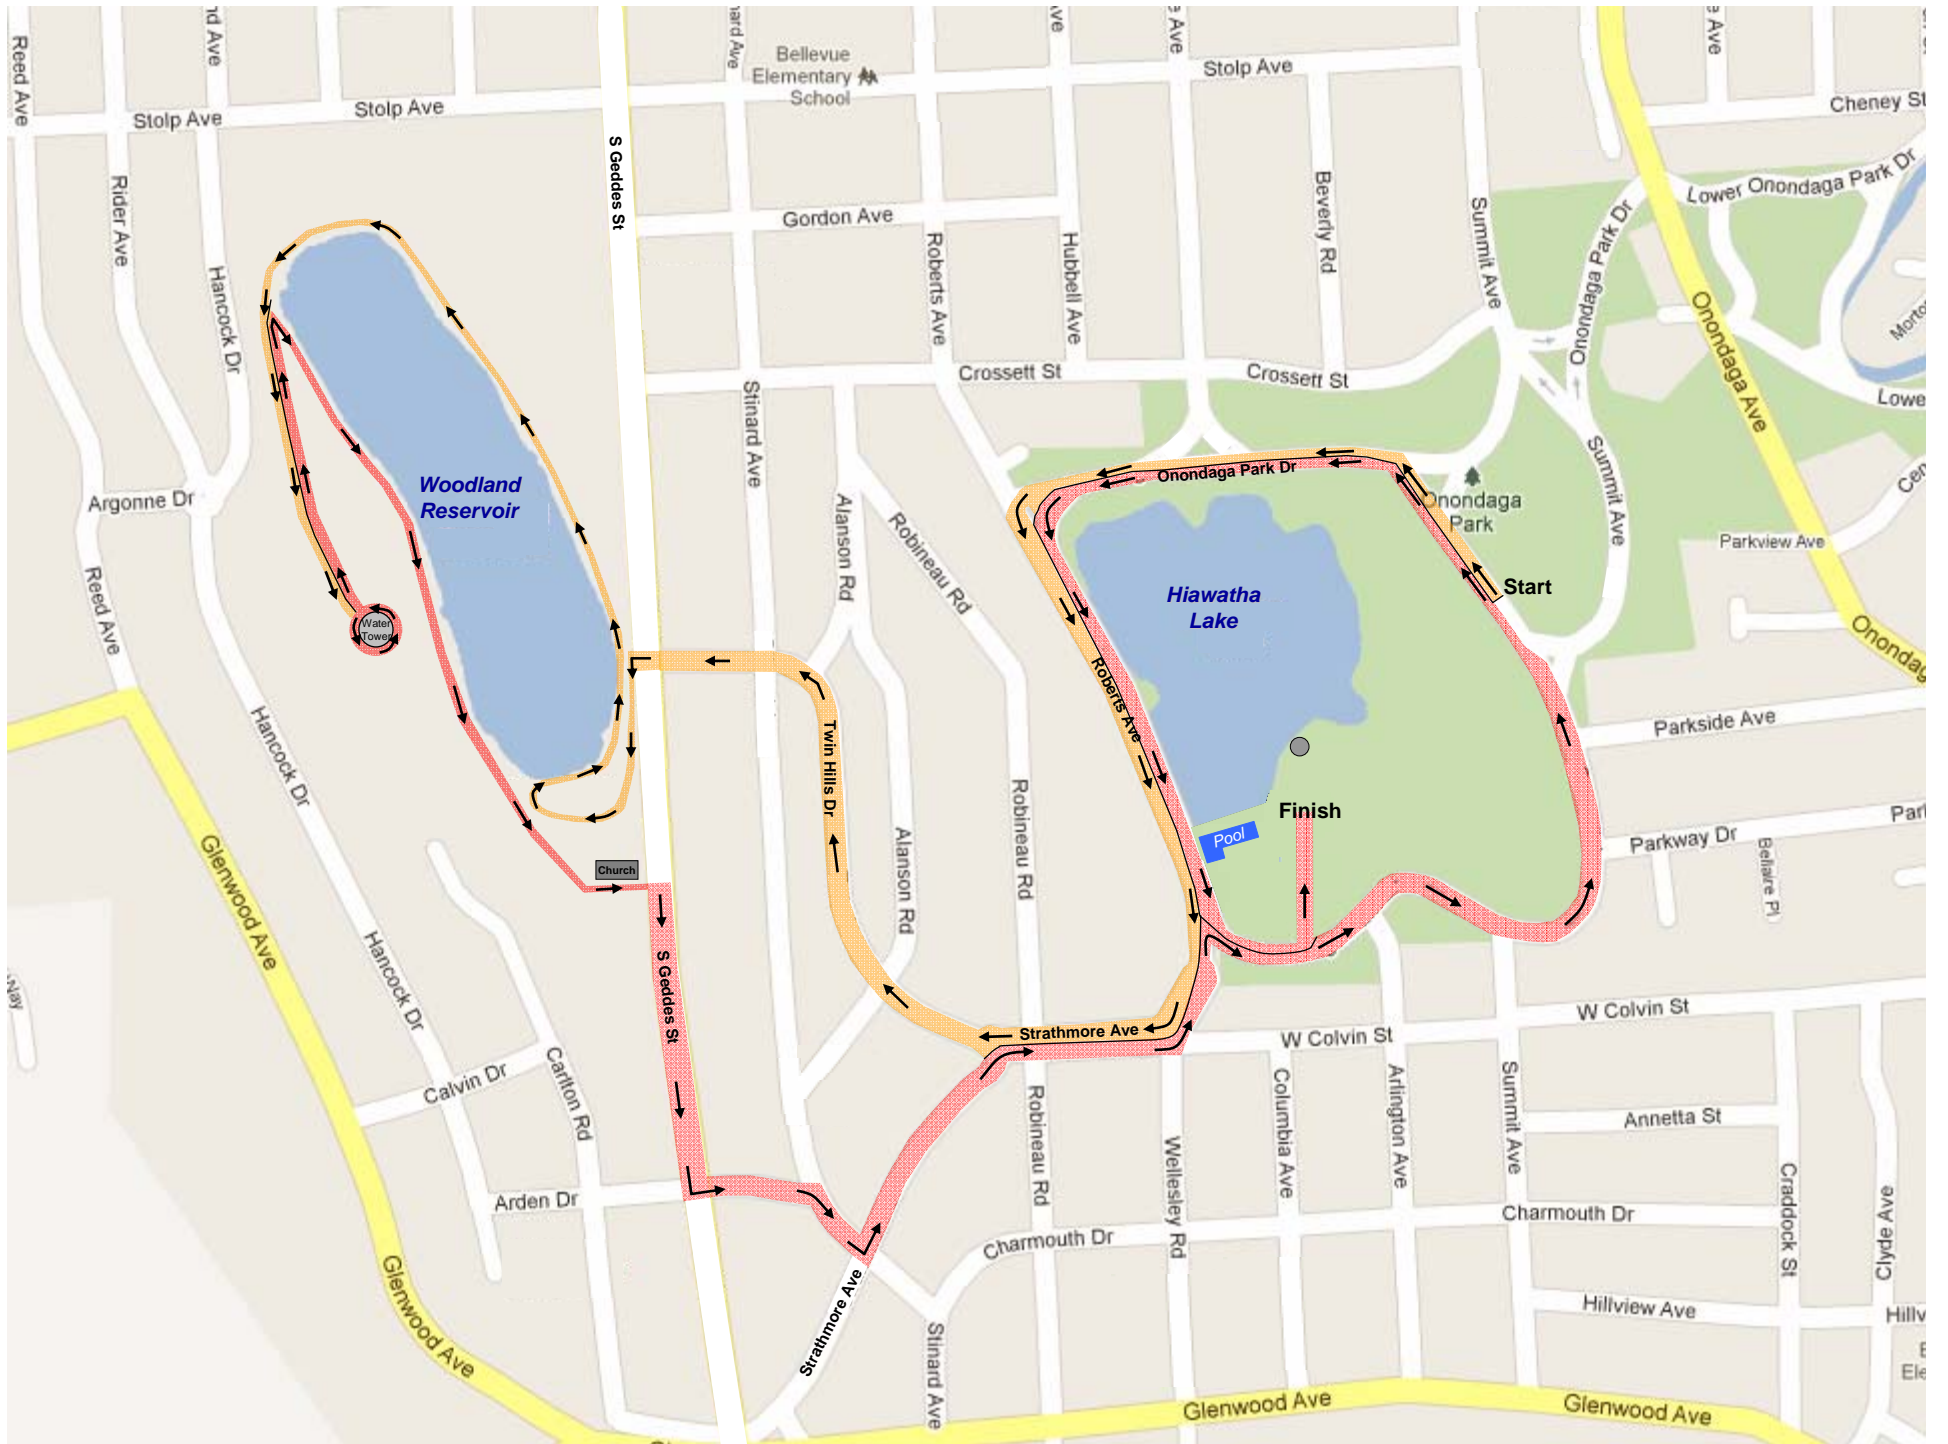 Reed Ave
Stolp Ave
Stolp Ave
Bellevue
Elementary
School
Stolp Ave
Cheney St
Rider Ave
Hancock Dr
S Geddes St
Gordon Ave
Roberts Ave
Hubbell Ave
Beverly Rd
Summit Ave
Onondaga Park Dr
Lower Onondaga Park Dr
Onondaga Ave
Crossett St
Crossett St
Stinard Ave
Woodland
Reservoir
Argonne Dr
Alanson Rd
Robineau Rd
Onondaga Park Dr
Onondaga
Park
Summit Ave
Parkview Ave
Start
Hiawatha
Lake
Reed Ave
Water
Tower
Roberts Ave
Hancock Dr
Twin Hills Dr
Robineau Rd
Parkside Ave
Finish
Pool
Parkway Dr
Bellaire Pl
Glenwood Ave
Church
Alanson Rd
Hancock Dr
S Geddes St
Strathmore Ave
W Colvin St
W Colvin St
Calvin Dr
Carlton Rd
Robineau Rd
Wellesley Rd
Columbia Ave
Arlington Ave
Summit Ave
Annetta St
Craddock St
Clyde Ave
Arden Dr
Charmouth Dr
Charmouth Dr
Glenwood Ave
Strathmore Ave
Stinard Ave
Hillview Ave
Glenwood Ave
Glenwood Ave